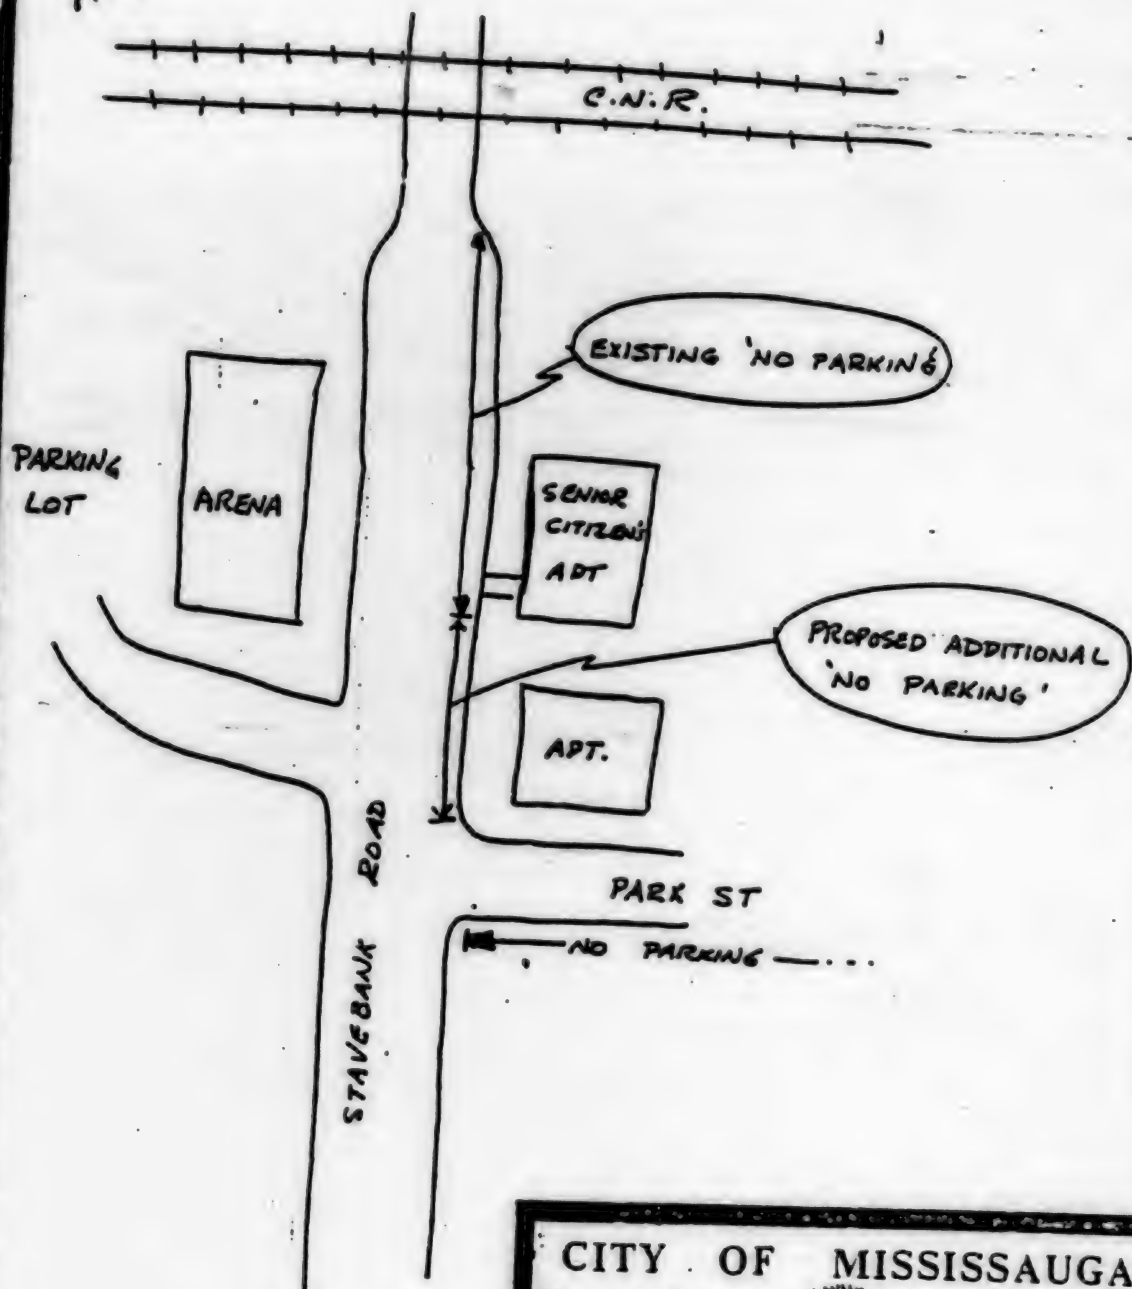 C.N.R.
EXISTING 'NO PARKING'
PARKING
LOT
ARENA
SENIOR
CITIZEN'S
APT
PROPOSED ADDITIONAL
'NO PARKING'
APT.
STAVEBANK ROAD
PARK ST
NO PARKING
CITY OF MISSISSAUGA